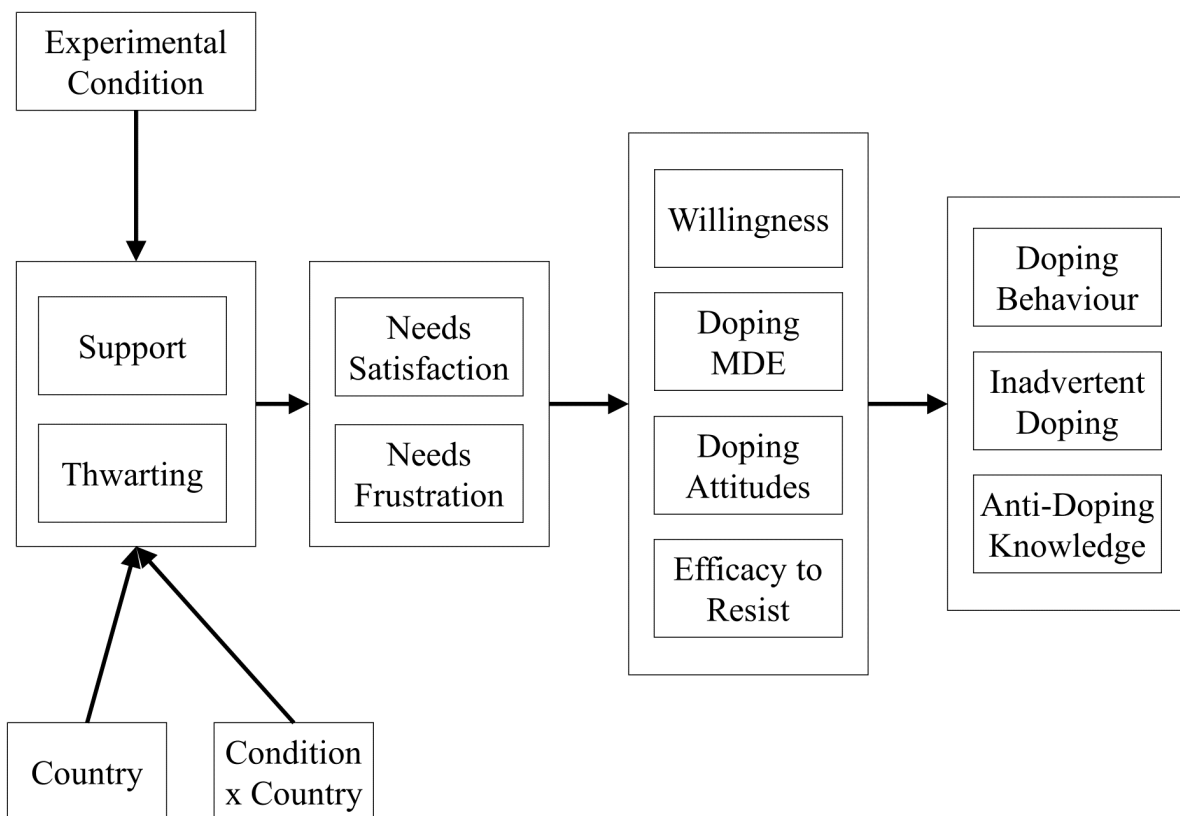 Experimental
Condition
Support
Thwarting
Country
Condition
x Country
Needs
Satisfaction
Needs
Frustration
Willingness
Doping
MDE
Doping
Attitudes
Efficacy to
Resist
Doping
Behaviour
Inadvertent
Doping
Anti-Doping
Knowledge